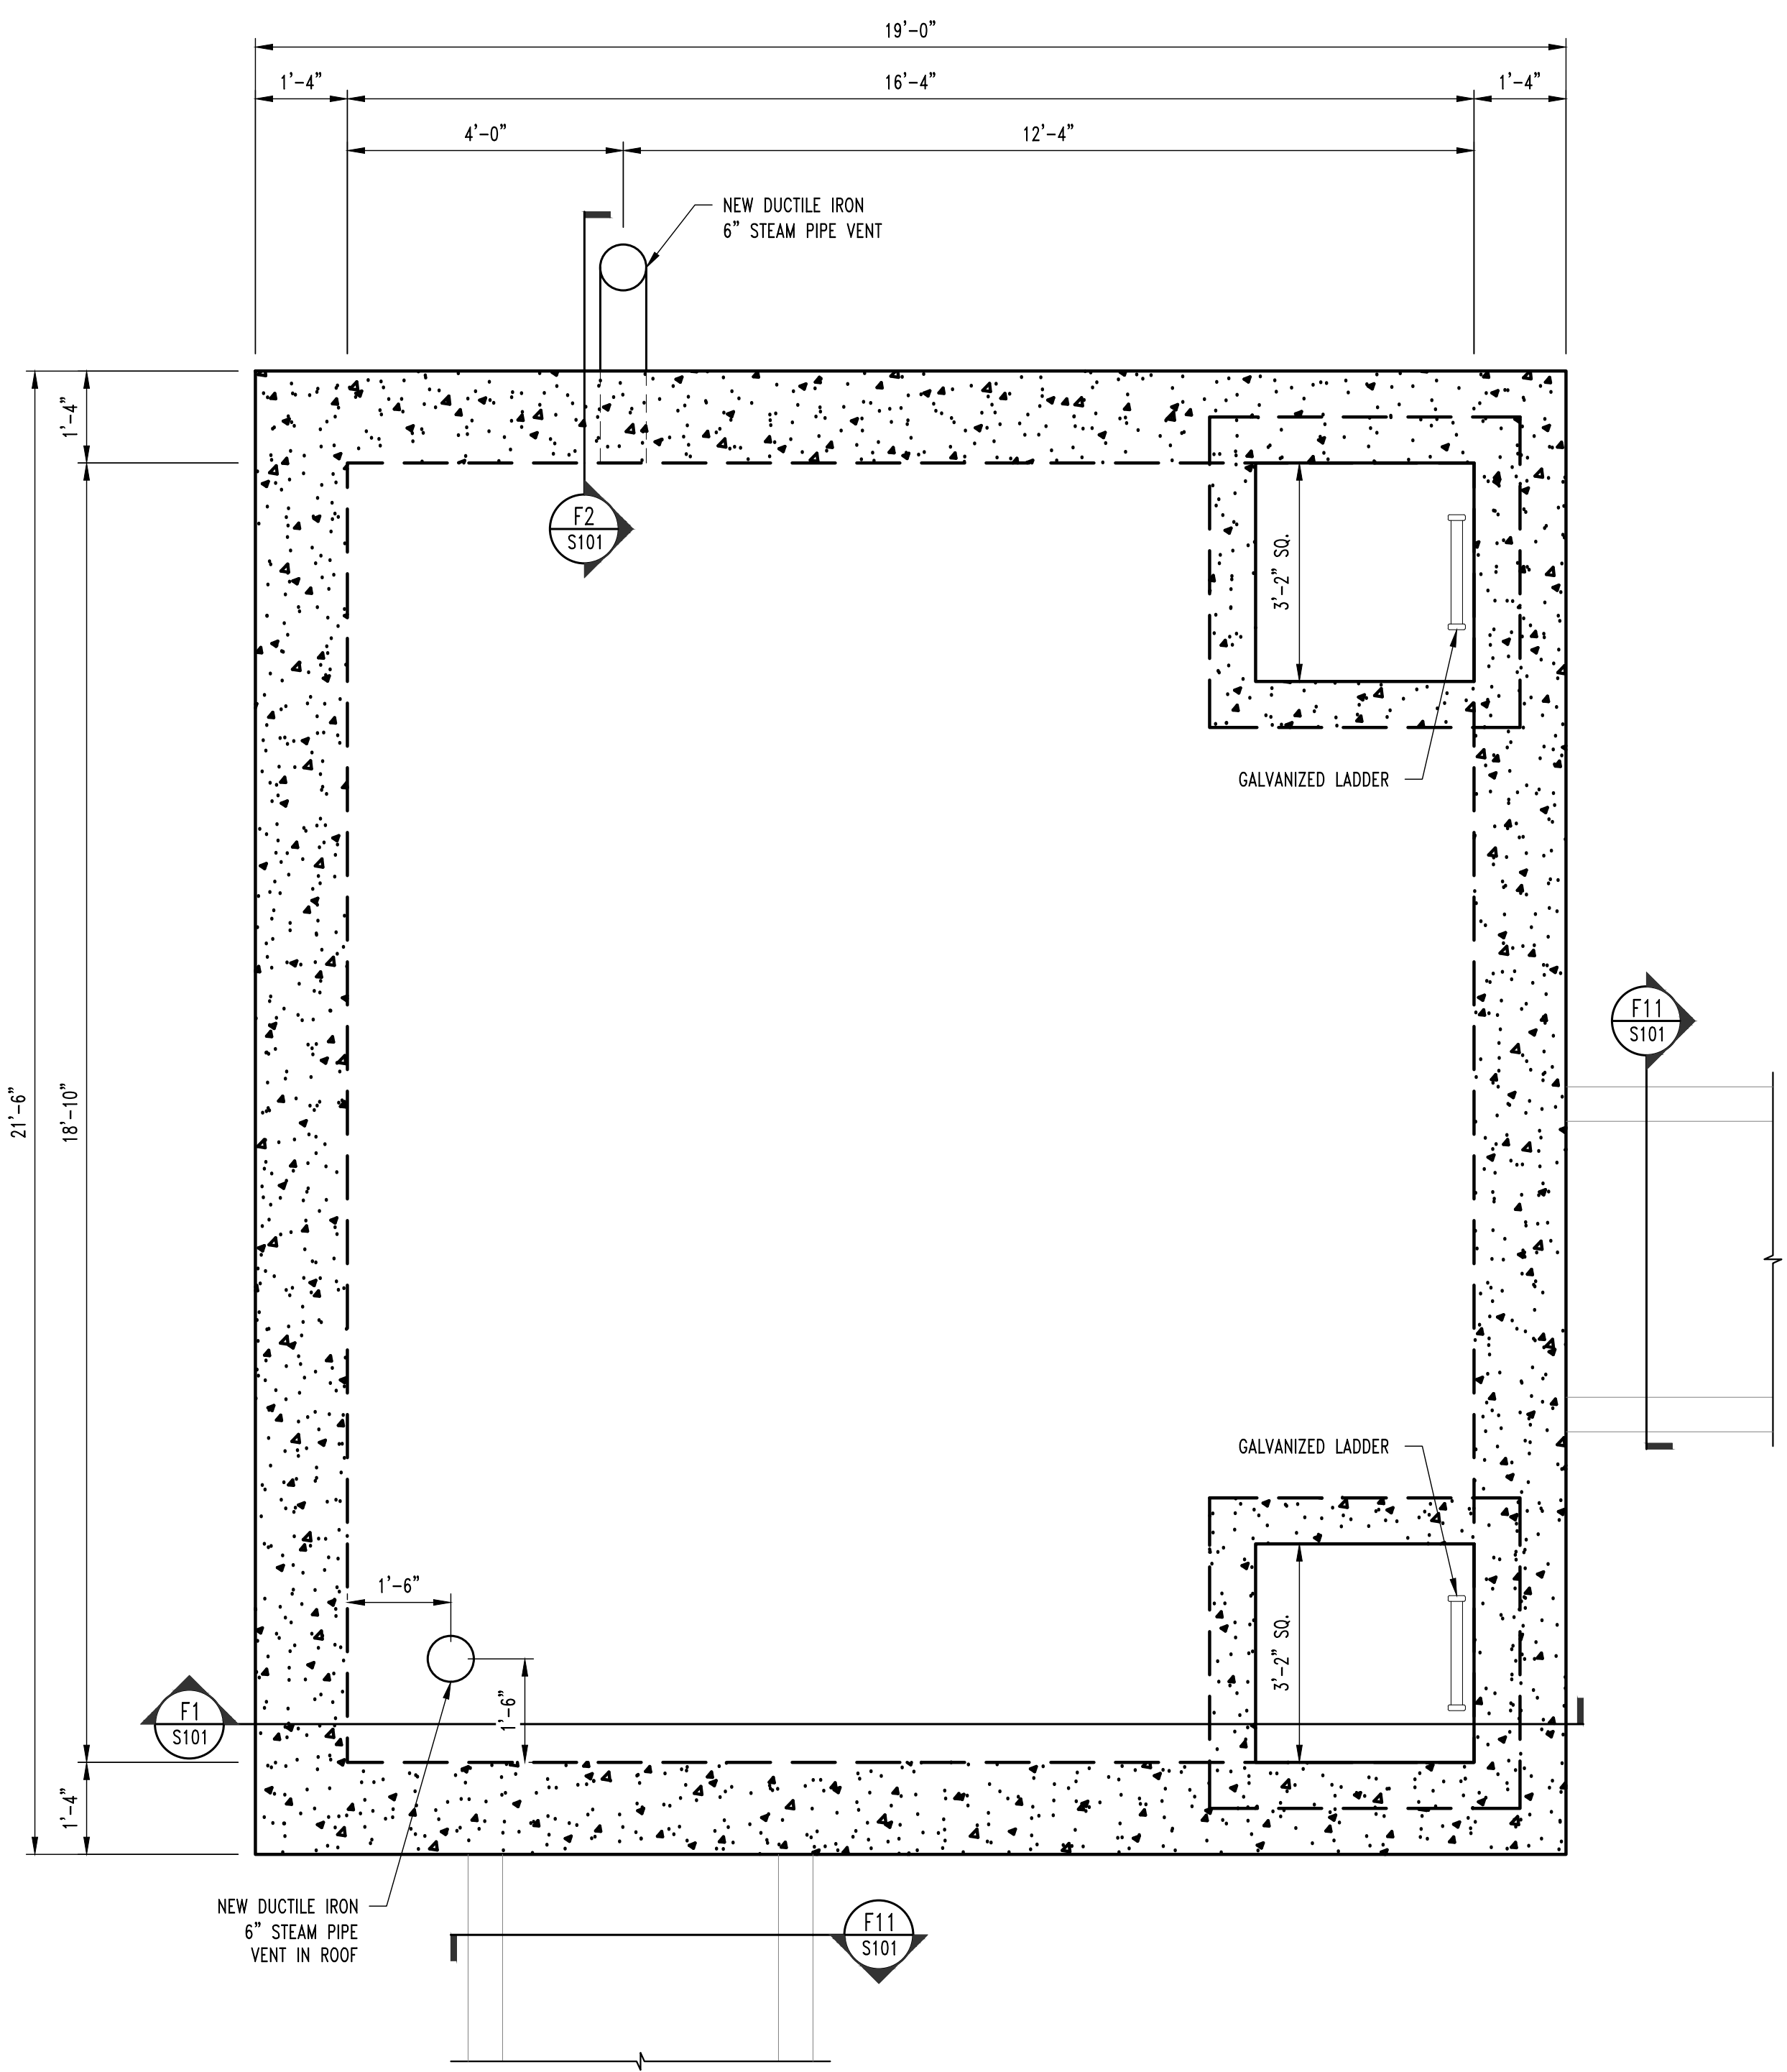 19'-0"
1'-4"
16'-4"
1'-4"
4'-0"
12'-4"
NEW DUCTILE IRON
6" STEAM PIPE VENT
1'-4"
F2
S101
3'-2" SQ.
GALVANIZED LADDER
F11
S101
21'-6"
18'-10"
GALVANIZED LADDER
1'-6"
3'-2" SQ.
1'-6"
F1
S101
1'-4"
NEW DUCTILE IRON
6" STEAM PIPE
VENT IN ROOF
F11
S101